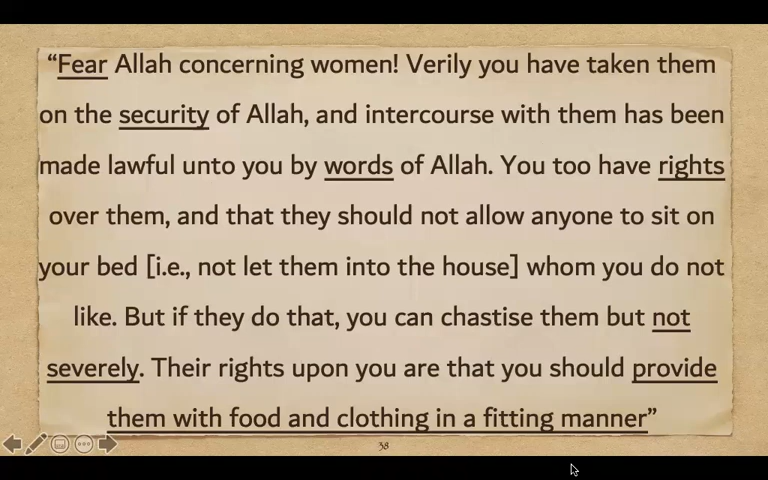 “Fear Allah concerning women! Verily you have taken them
on the security of Allah, and intercourse with them has been
made lawful unto you by words of Allah. You too have rights
over them, and that they should not allow anyone to sit on
your bed [i.e., not let them into the house] whom you do not
like. But if they do that, you can chastise them but not
severely. Their rights upon you are that you should provide
them with food and clothing in a fitting manner”
38